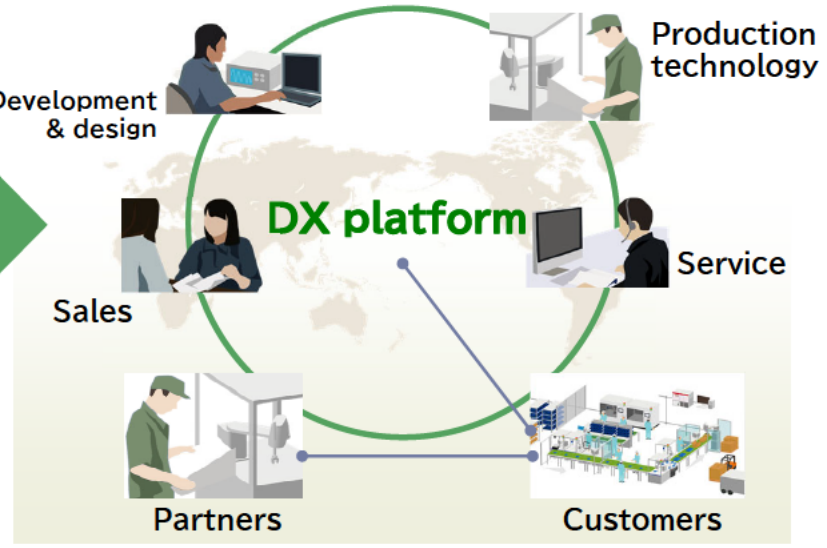 Development
& design
Production
technology
DX platform
Sales
Service
Partners
Customers